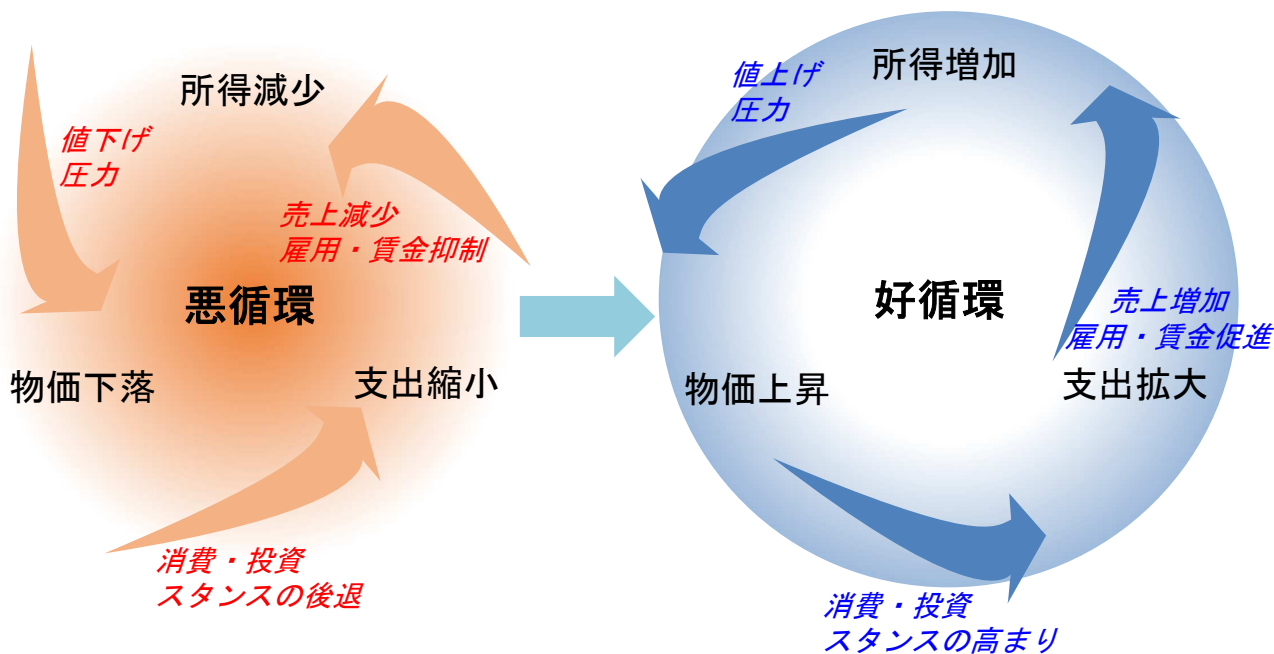 所得減少
値下げ
圧力
売上減少
雇用・賃金抑制
悪循環
物価下落
支出縮小
消費・投資
スタンスの後退
所得増加
値上げ
圧力
好循環
売上増加
雇用・賃金促進
物価上昇
支出拡大
消費・投資
スタンスの高まり